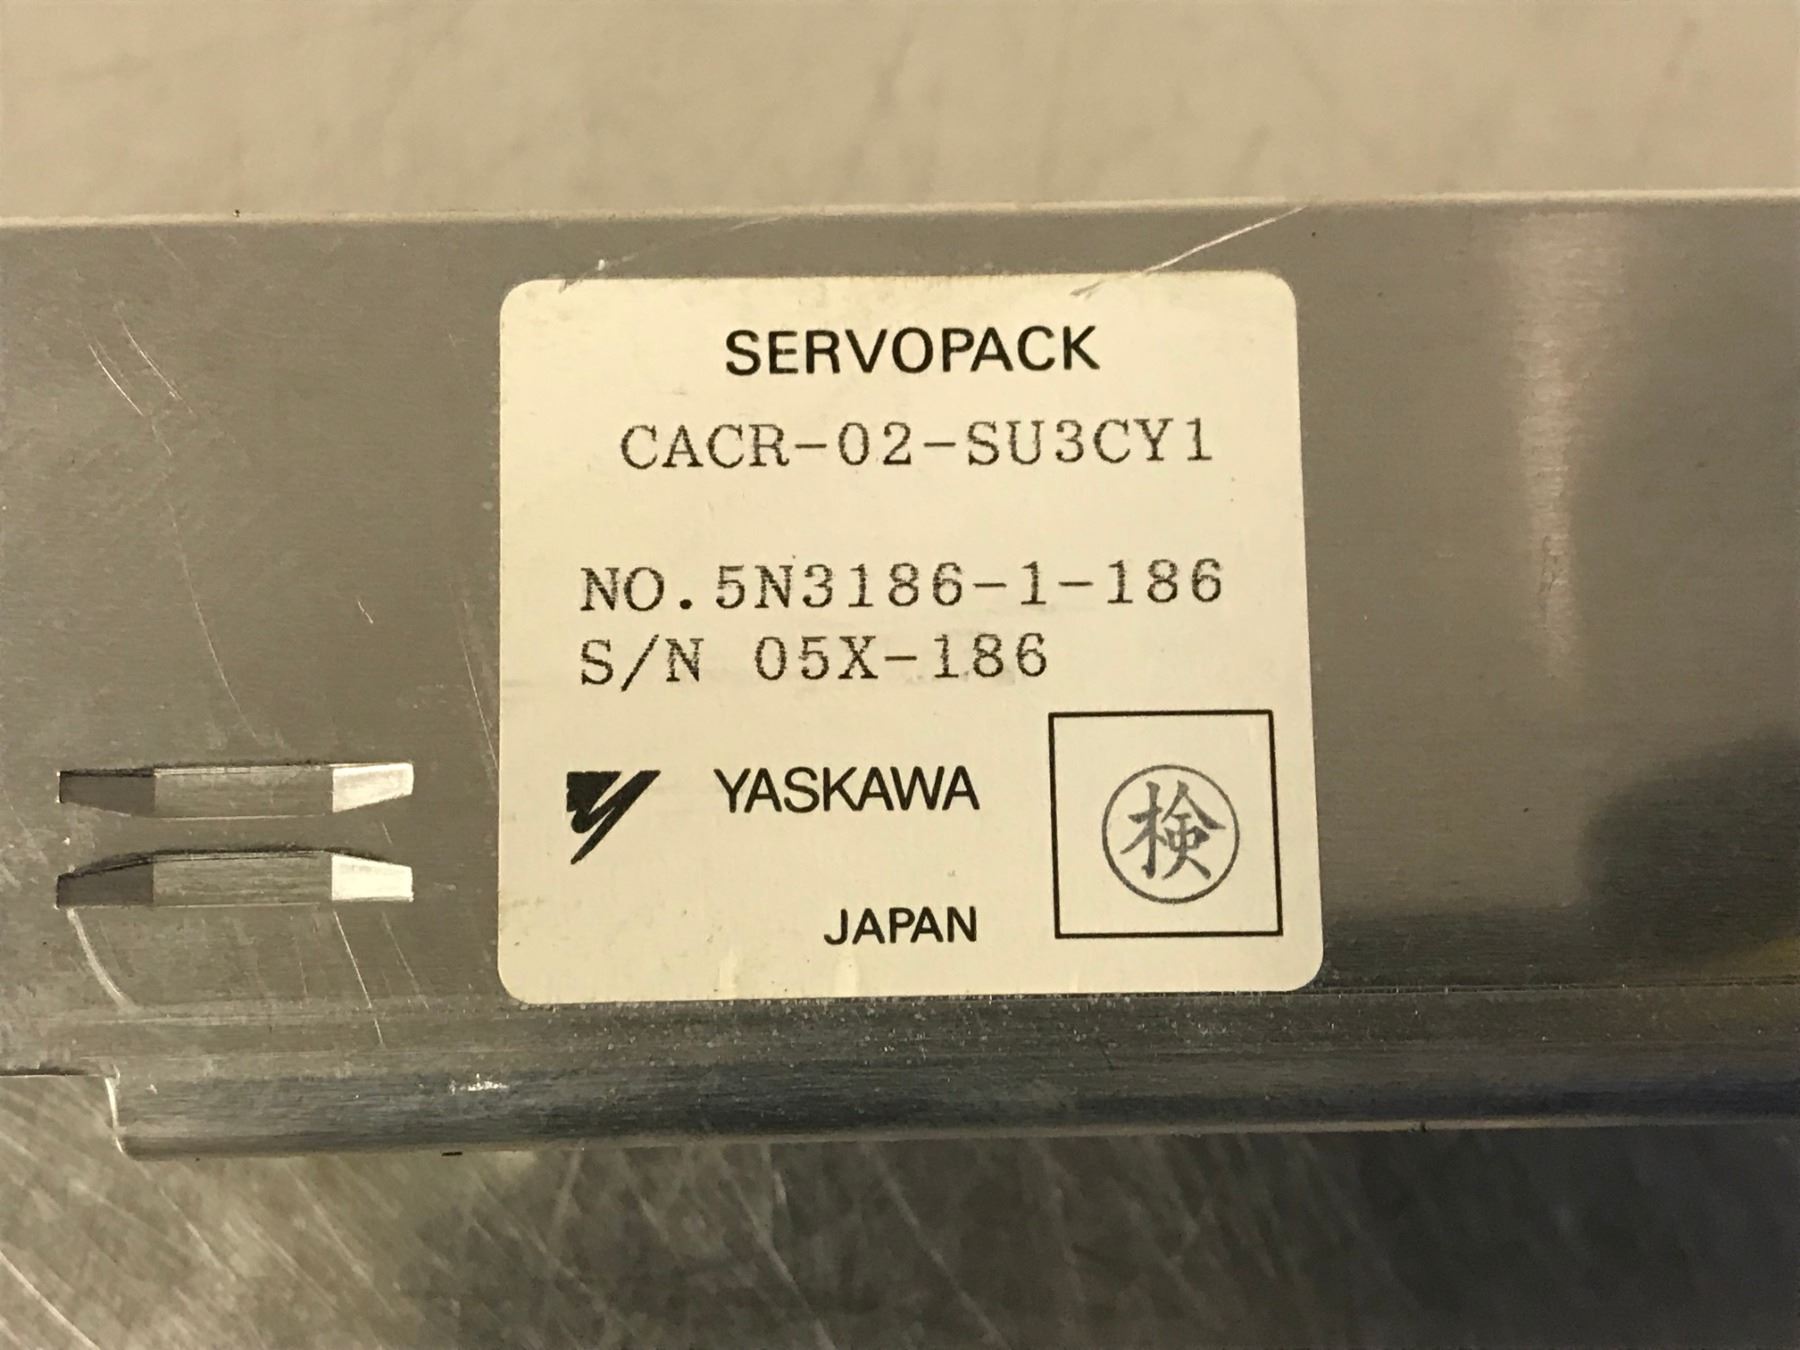 SERVOPACK
CACR-02-SU3CY1
NO.5N3186-1-186
S/N 05X-186
YASKAWA
検
JAPAN